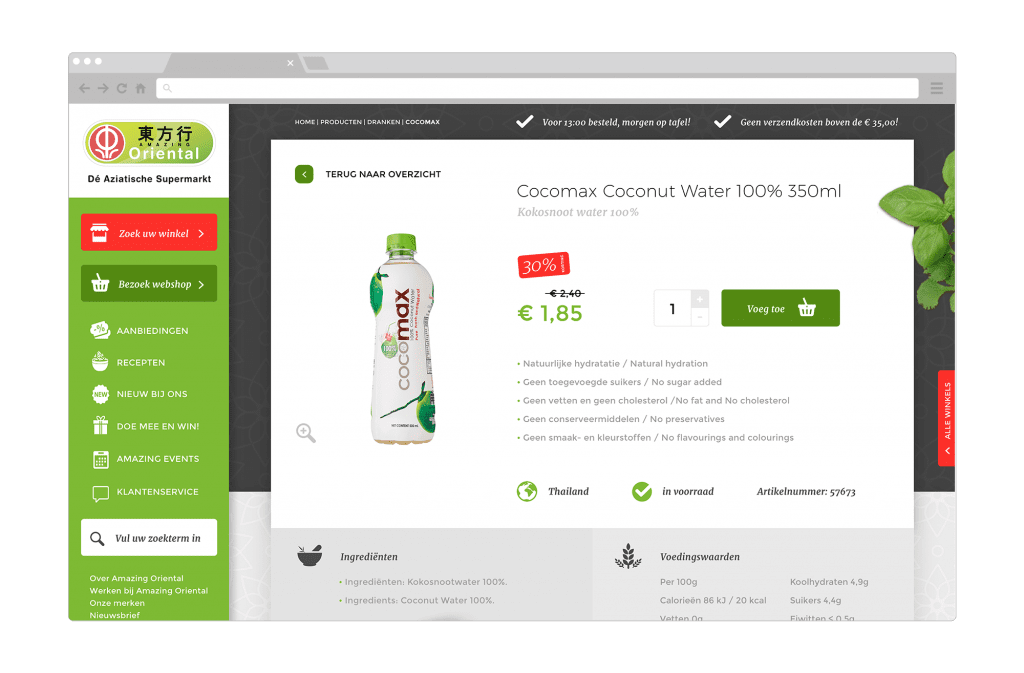 東方行
AMAZING
Oriental
Dé Aziatische Supermarkt
Zoek uw winkel
Bezoek webshop
AANBIEDINGEN
RECEPTEN
NEW
NIEUW BIJ ONS
DOE MEE EN WIN!
AMAZING EVENTS
KLANTENSERVICE
Vul uw zoekterm in
Over Amazing Oriental
Werken bij Amazing Oriental
Onze merken
Nieuwsbrief
HOME | PRODUCTEN | DRANKEN | COCOMAX
Voor 13:00 besteld, morgen op tafel!
Geen verzendkosten boven de € 35,00!
TERUG NAAR OVERZICHT
cocomax
100% Coconut Water
100%
Cocomax Coconut Water 100% 350ml
Kokosnoot water 100%
30%
€ 2,40
€ 1,85
1
+
-
Voeg toe
• Natuurlijke hydratatie / Natural hydration
• Geen toegevoegde suikers / No sugar added
• Geen vetten en geen cholesterol /No fat and No cholesterol
• Geen conserveermiddelen / No preservatives
• Geen smaak- en kleurstoffen / No flavourings and colourings
Thailand
in voorraad
Artikelnummer: 57673
ALLE WINKELS
Ingrediënten
• Ingrediënten: Kokosnootwater 100%.
• Ingredients: Coconut Water 100%.
Voedingswaarden
Per 100g
Calorieën 86 kJ / 20 kcal
Vetten 0g
Koolhydraten 4,9g
Suikers 4,4g
Eiwitten < 0,5g